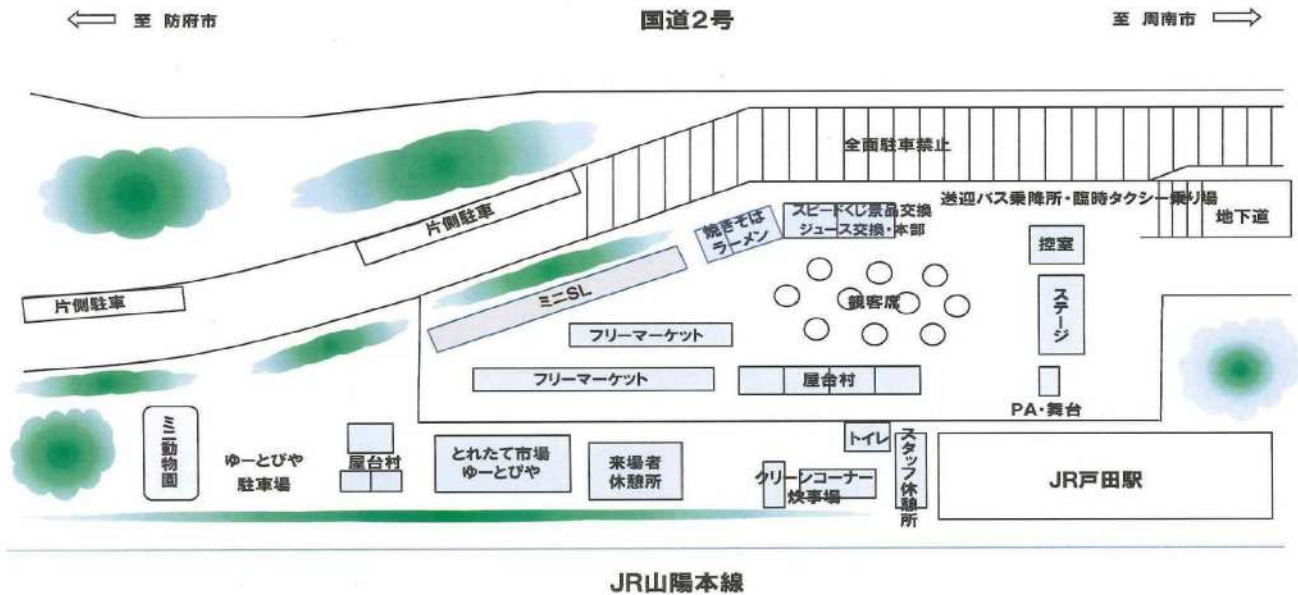 至 防府市
国道2号
至 周南市
全面駐車禁止
片側駐車
片側駐車
送迎バス乗降所・臨時タクシー乗り場
地下道
焼きそば
ラーメン
スピードくじ景品交換
ジュース交換・本部
控室
ミニSL
観客席
ステージ
フリーマーケット
フリーマーケット
屋台村
PA・舞台
ミニ動物園
ゆーとぴや
駐車場
屋台村
とれたて市場
ゆーとぴや
来場者
休憩所
トイレ
クリーンコーナー
炊事場
スタッフ休憩所
JR戸田駅
JR山陽本線